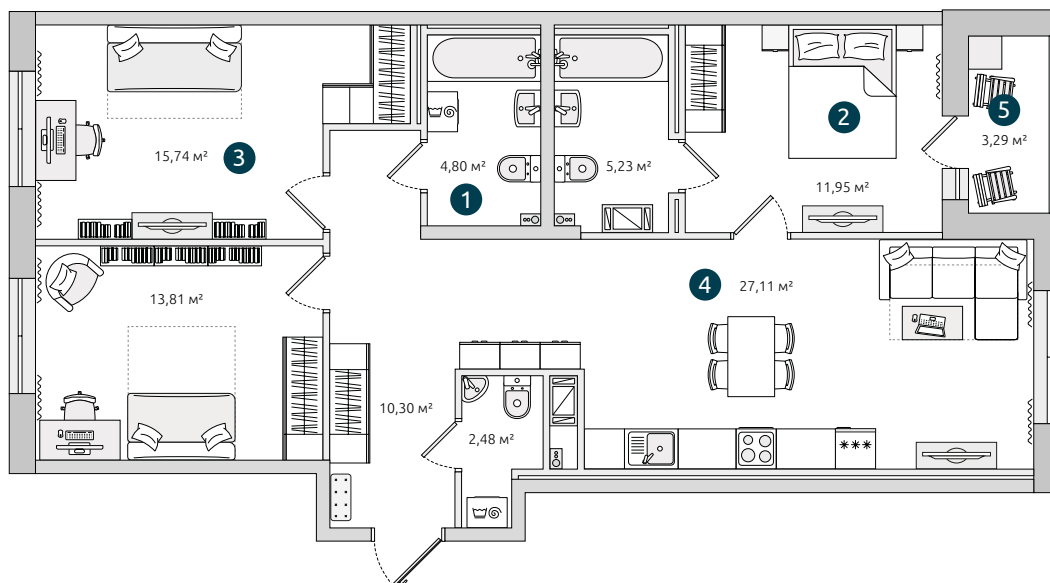 5
2
3,29 м²
15,74 м²
3
4,80 м²
5,23 м²
11,95 м²
1
4
27,11 м²
13,81 м²
10,30 м²
2,48 м²
***